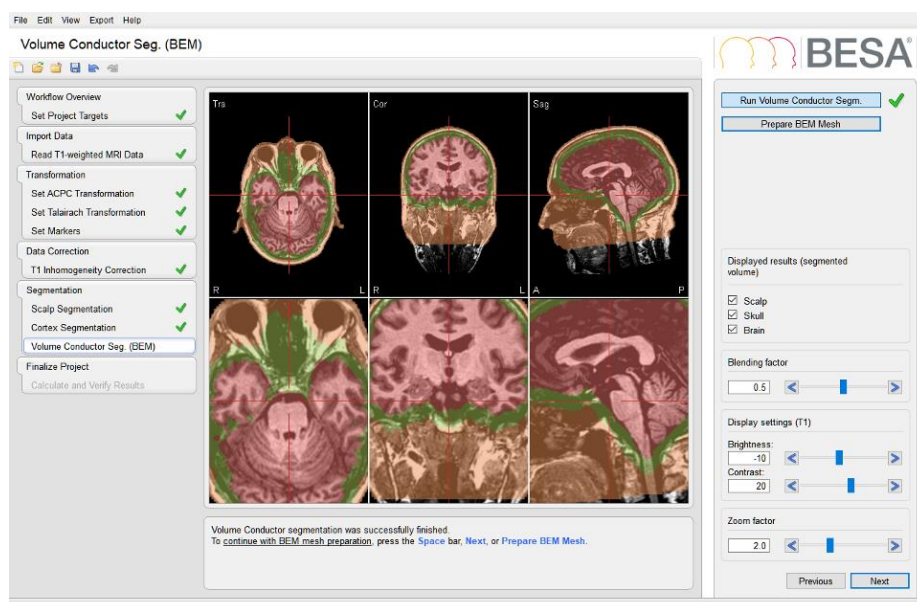 File Edit View Export Help
Volume Conductor Seg. (BEM)
BESA®
Workflow Overview
Set Project Targets
Import Data
Read T1-weighted MRI Data
Transformation
Set ACPC Transformation
Set Talairach Transformation
Set Markers
Data Correction
T1 Inhomogeneity Correction
Segmentation
Scalp Segmentation
Cortex Segmentation
Volume Conductor Seg. (BEM)
Finalize Project
Calculate and Verify Results
Tra
Cor
Sag
R L
R L
A P
Volume Conductor segmentation was successfully finished.
To continue with BEM mesh preparation, press the Space bar, Next, or Prepare BEM Mesh.
Run Volume Conductor Segm.
Prepare BEM Mesh
Displayed results (segmented
volume)
Scalp
Skull
Brain
Blending factor
0.5
Display settings (T1)
Brightness:
-10
Contrast:
20
Zoom factor
2.0
Previous Next